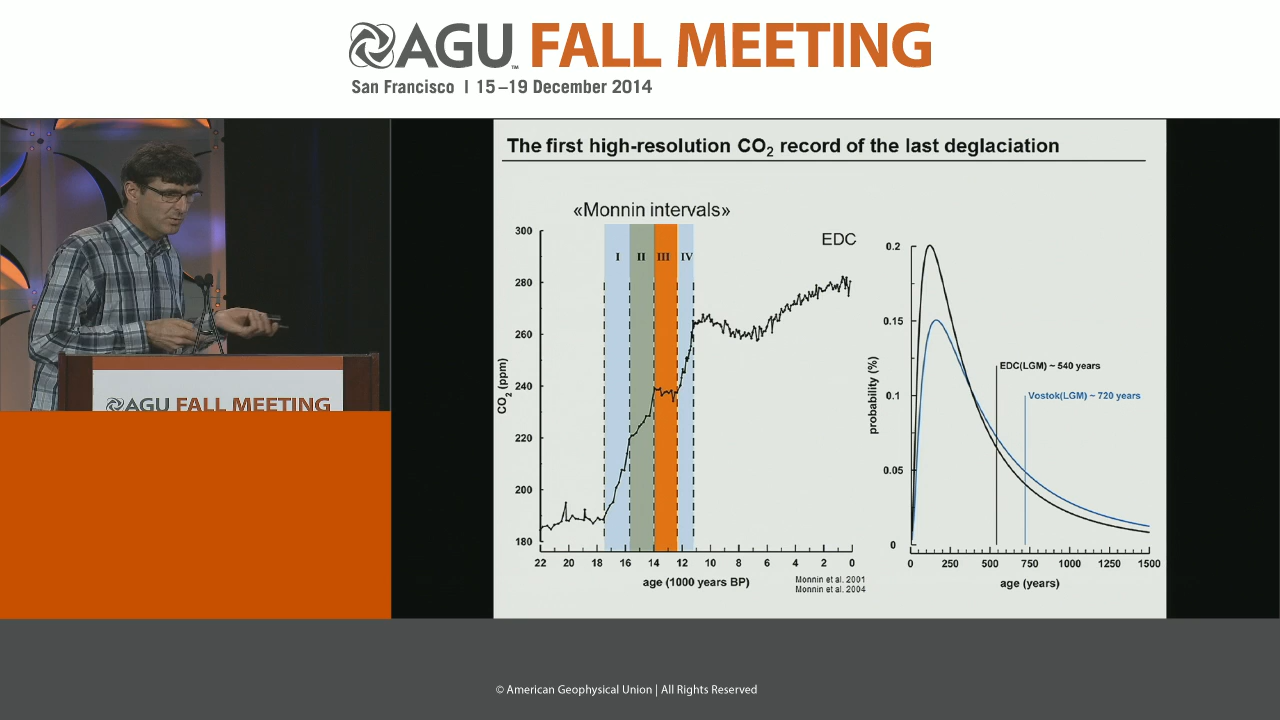 AGU™ FALL MEETING
San Francisco | 15–19 December 2014
AGU FALL MEETING
The first high-resolution CO2 record of the last deglaciation
«Monnin intervals»
EDC
I II III IV
300
280
260
240
220
200
180
CO2 (ppm)
22 20 18 16 14 12 10 8 6 4 2 0
age (1000 years BP)
Monnin et al. 2001
Monnin et al. 2004
0.2
0.15
0.1
0.05
0
probability (%)
EDC(LGM) ~ 540 years
Vostok(LGM) ~ 720 years
0 250 500 750 1000 1250 1500
age (years)
© American Geophysical Union | All Rights Reserved